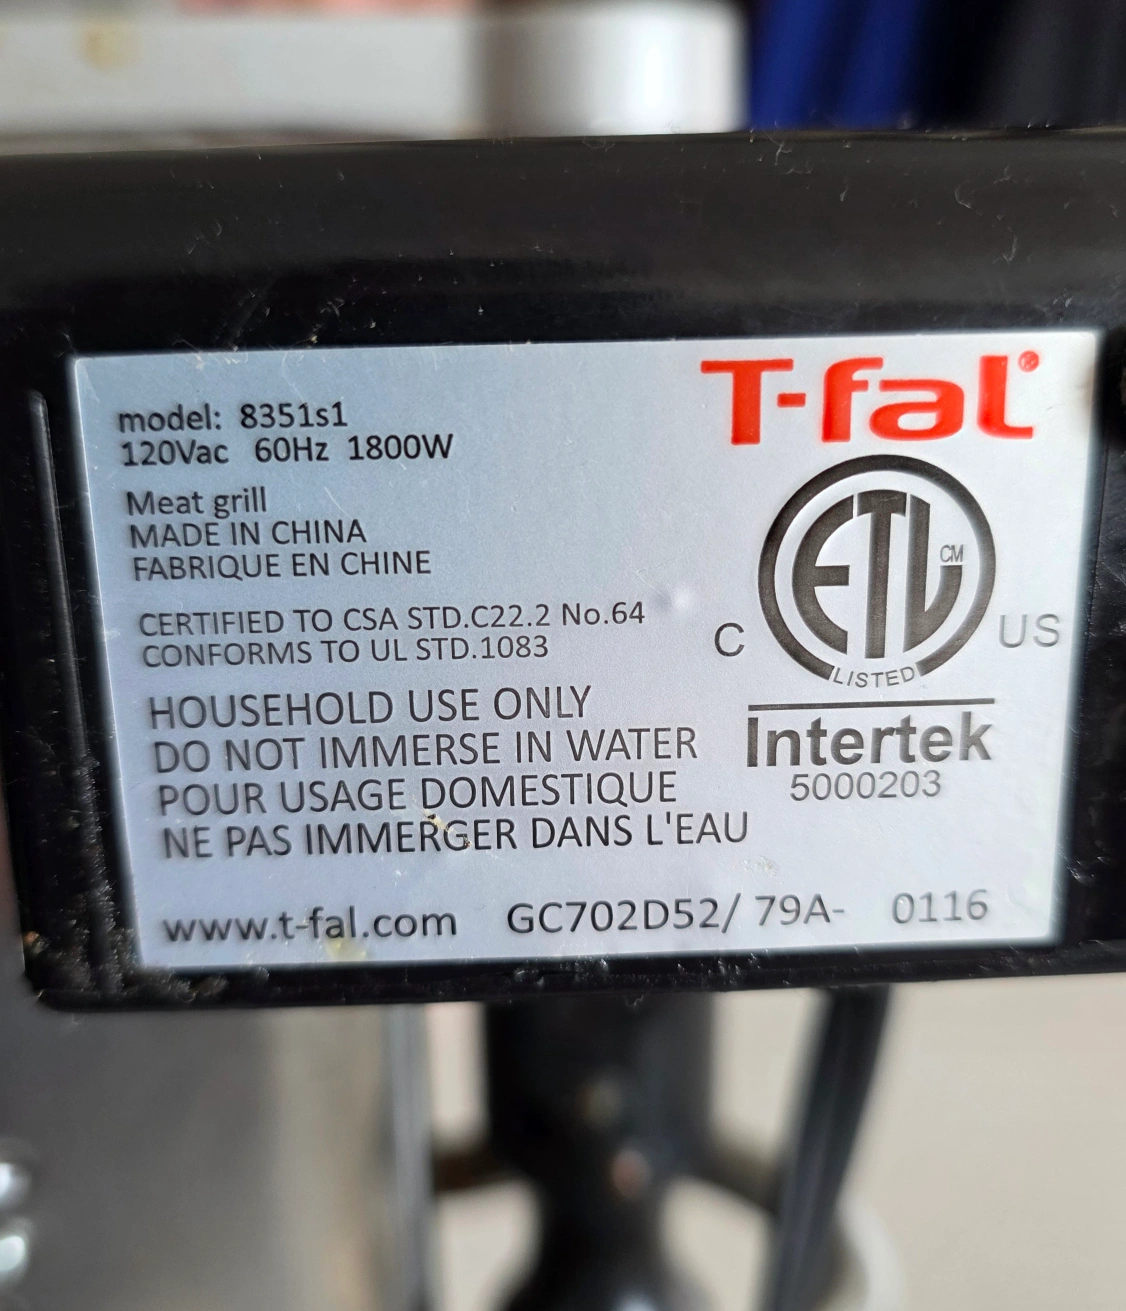 T-fal®
model: 8351s1
120Vac 60Hz 1800W
Meat grill
MADE IN CHINA
FABRIQUE EN CHINE
CERTIFIED TO CSA STD.C22.2 No.64
CONFORMS TO UL STD.1083
ETL CM
C US
LISTED
Intertek
5000203
HOUSEHOLD USE ONLY
DO NOT IMMERSE IN WATER
POUR USAGE DOMESTIQUE
NE PAS IMMERGER DANS L'EAU
www.t-fal.com GC702D52/ 79A- 0116